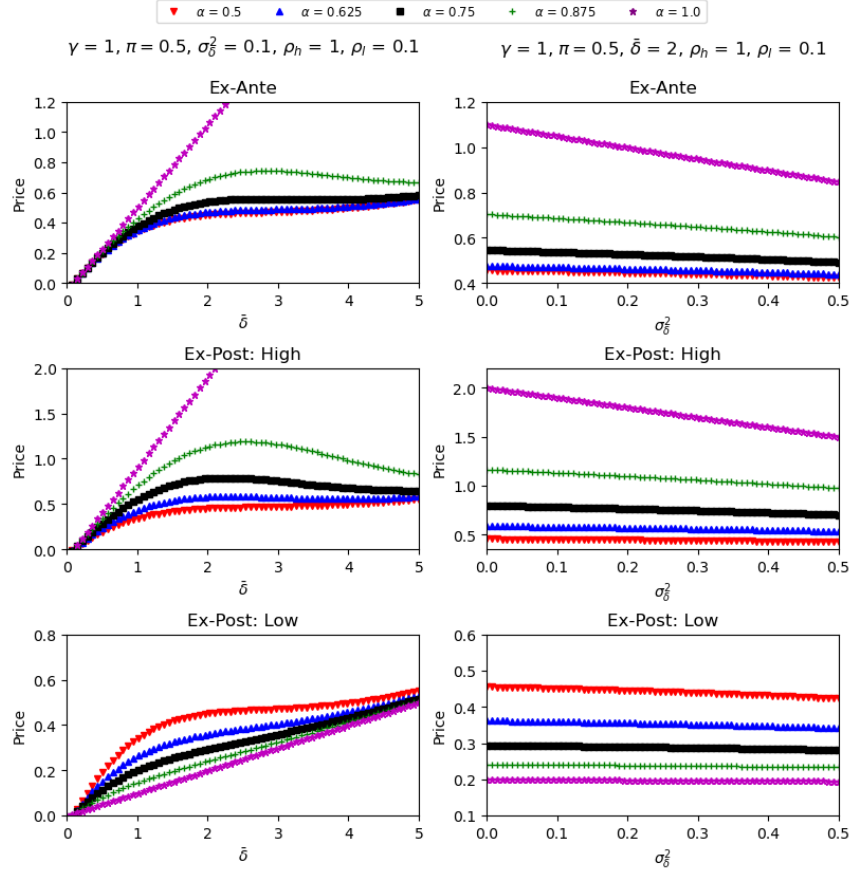 α = 0.5 α = 0.625 α = 0.75 α = 0.875 α = 1.0
γ = 1, π = 0.5, σ²_δ̄ = 0.1, ρ_h = 1, ρ_l = 0.1
γ = 1, π = 0.5, δ̄ = 2, ρ_h = 1, ρ_l = 0.1
Ex-Ante
Price
1.2
1.0
0.8
0.6
0.4
0.2
0.0
0 1 2 3 4 5
δ̄
Ex-Ante
Price
1.2
1.0
0.8
0.6
0.4
0.0 0.1 0.2 0.3 0.4 0.5
σ²_δ̄
Ex-Post: High
Price
2.0
1.5
1.0
0.5
0.0
0 1 2 3 4 5
δ̄
Ex-Post: High
Price
2.0
1.5
1.0
0.5
0.0 0.1 0.2 0.3 0.4 0.5
σ²_δ̄
Ex-Post: Low
Price
0.8
0.6
0.4
0.2
0.0
0 1 2 3 4 5
δ̄
Ex-Post: Low
Price
0.6
0.5
0.4
0.3
0.2
0.1
0.0 0.1 0.2 0.3 0.4 0.5
σ²_δ̄